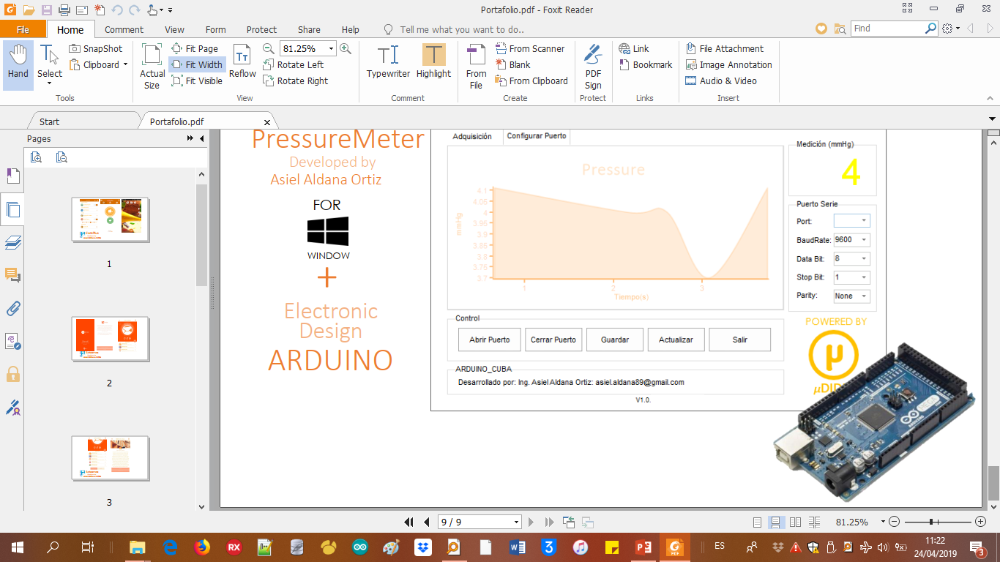 Portafolio.pdf - Foxit Reader
File Home Comment View Form Protect Share Help Tell me what you want to do.. Find
Hand
Select
SnapShot
Clipboard
Tools
Actual Size
Fit Page
Fit Width
Fit Visible
Reflow
81.25%
Rotate Left
Rotate Right
View
Typewriter
Highlight
Comment
From File
From Scanner
Blank
From Clipboard
Create
PDF Sign
Protect
Link
Bookmark
Links
File Attachment
Image Annotation
Audio & Video
Insert
Start
Portafolio.pdf
Pages
1
2
3
PressureMeter
Developed by
Asiel Aldana Ortiz
FOR
WINDOW
+
Electronic
Design
ARDUINO
Adquisición
Configurar Puerto
Pressure
mmHg
4.1
4.05
4
3.95
3.9
3.85
3.8
3.75
3.7
1 2 3
Tiempo(s)
Medición (mmHg)
4
Puerto Serie
Port:
BaudRate: 9600
Data Bit: 8
Stop Bit: 1
Parity: None
Control
Abrir Puerto Cerrar Puerto Guardar Actualizar Salir
ARDUINO_CUBA
Desarrollado por: Ing. Asiel Aldana Ortiz: asiel.aldana89@gmail.com
V1.0.
POWERED BY
µ
µDID
9 / 9
81.25%
RX
W
3
PDF
ES
11:22
24/04/2019
3